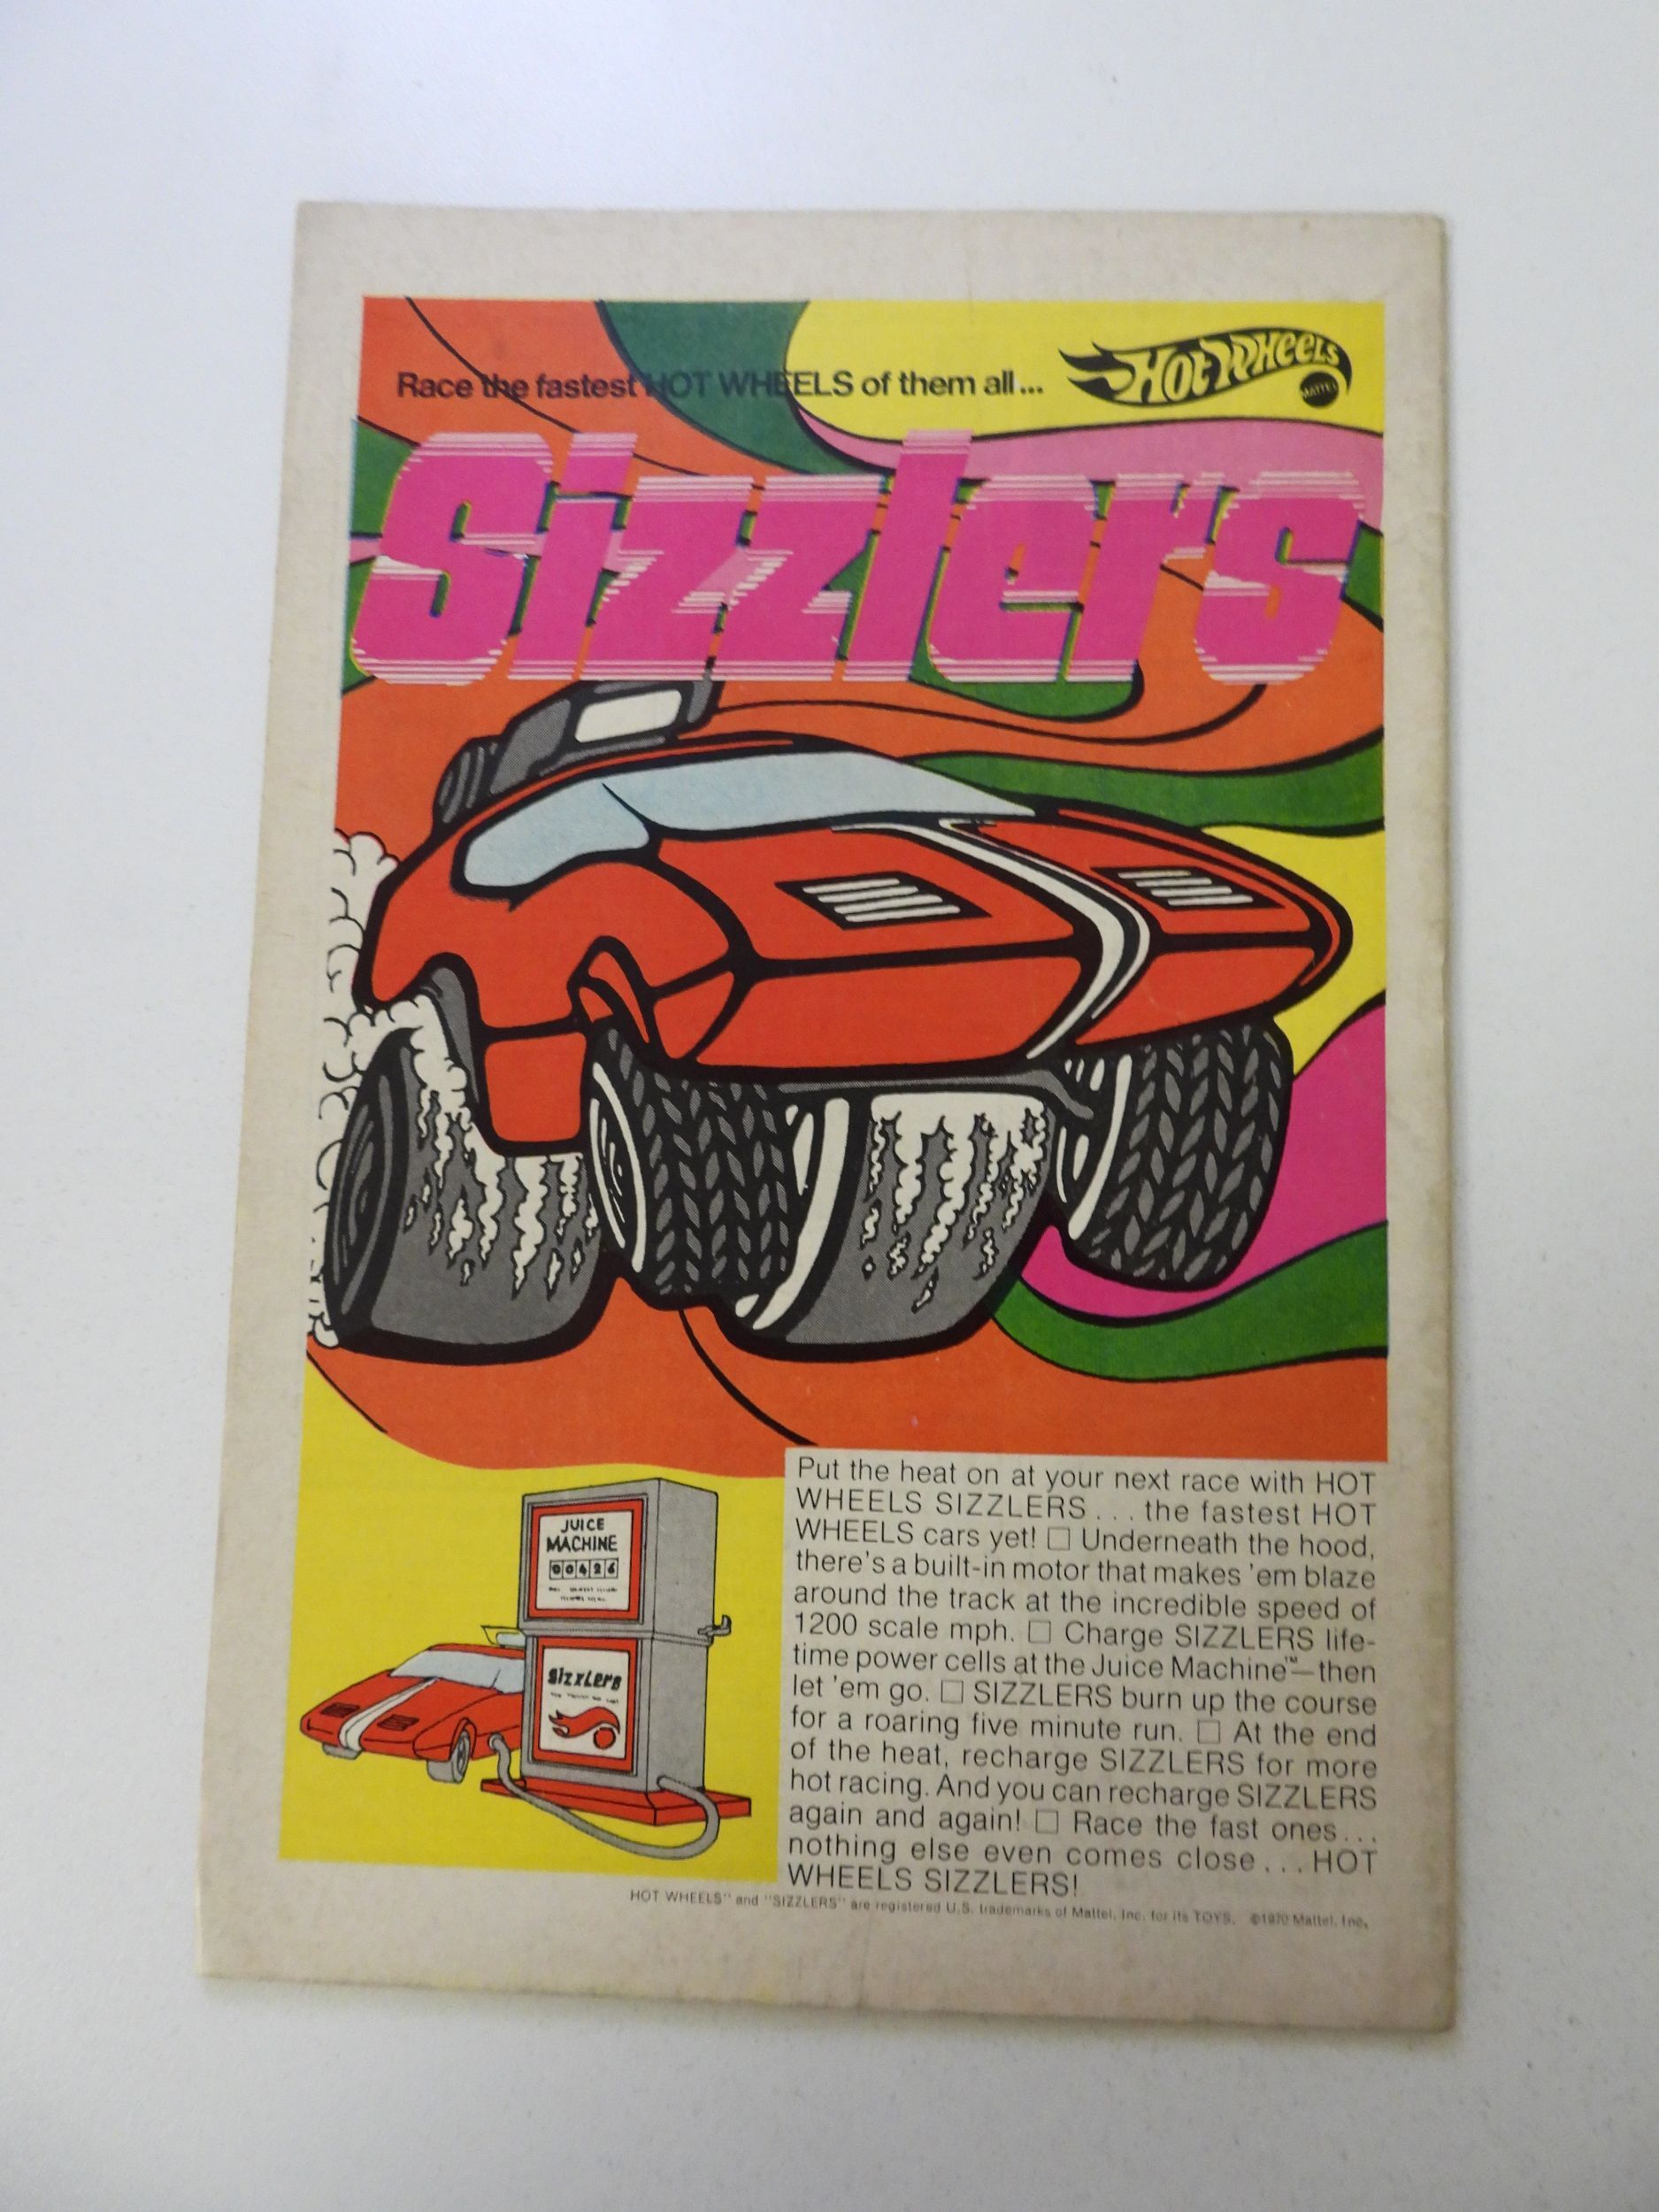 Race the fastest HOT WHEELS of them all...
Hot Wheels
MATTEL
Sizzlers
JUICE
MACHINE
00426
Sizzlers
Put the heat on at your next race with HOT
WHEELS SIZZLERS... the fastest HOT
WHEELS cars yet! □ Underneath the hood,
there's a built-in motor that makes 'em blaze
around the track at the incredible speed of
1200 scale mph. □ Charge SIZZLERS life-
time power cells at the Juice Machine™—then
let 'em go. □ SIZZLERS burn up the course
for a roaring five minute run. □ At the end
of the heat, recharge SIZZLERS for more
hot racing. And you can recharge SIZZLERS
again and again! □ Race the fast ones...
nothing else even comes close...HOT
WHEELS SIZZLERS!
HOT WHEELS" and "SIZZLERS" are registered U.S. trademarks of Mattel, Inc. for its TOYS. ©1970 Mattel, Inc.